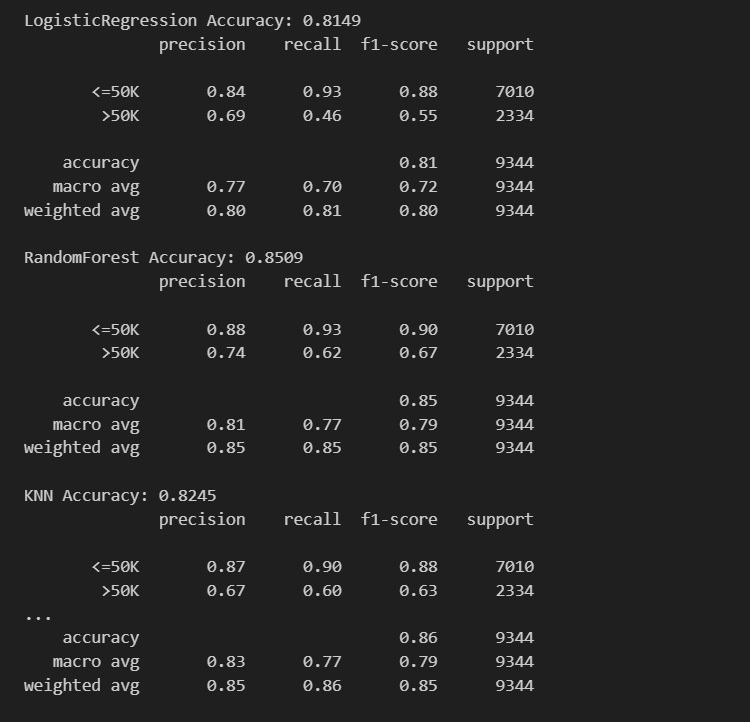 LogisticRegression Accuracy: 0.8149
precision recall f1-score support
<=50K 0.84 0.93 0.88 7010
>50K 0.69 0.46 0.55 2334
accuracy 0.81 9344
macro avg 0.77 0.70 0.72 9344
weighted avg 0.80 0.81 0.80 9344
RandomForest Accuracy: 0.8509
precision recall f1-score support
<=50K 0.88 0.93 0.90 7010
>50K 0.74 0.62 0.67 2334
accuracy 0.85 9344
macro avg 0.81 0.77 0.79 9344
weighted avg 0.85 0.85 0.85 9344
KNN Accuracy: 0.8245
precision recall f1-score support
<=50K 0.87 0.90 0.88 7010
>50K 0.67 0.60 0.63 2334
...
accuracy 0.86 9344
macro avg 0.83 0.77 0.79 9344
weighted avg 0.85 0.86 0.85 9344